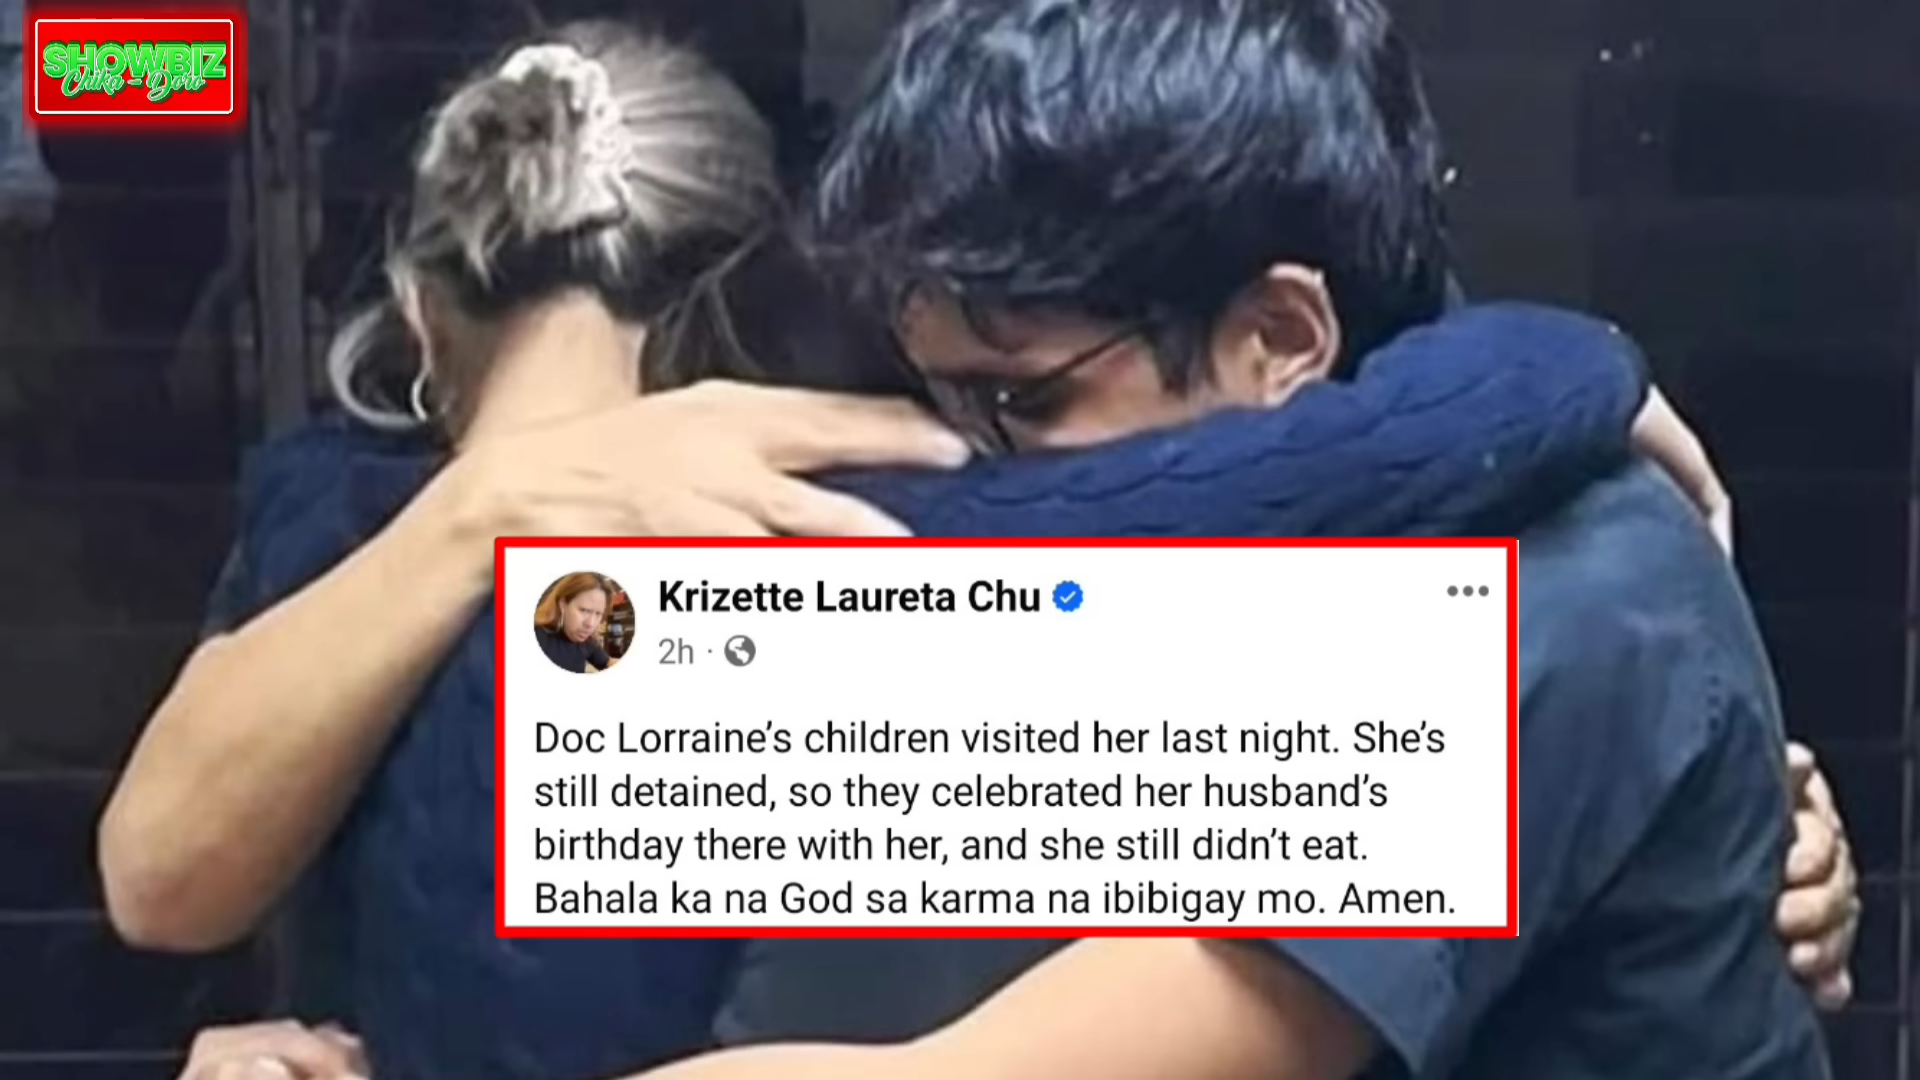 SHOWBIZ
Chika - Doro
Krizette Laureta Chu
2h ·
Doc Lorraine’s children visited her last night. She’s
still detained, so they celebrated her husband’s
birthday there with her, and she still didn’t eat.
Bahala ka na God sa karma na ibibigay mo. Amen.